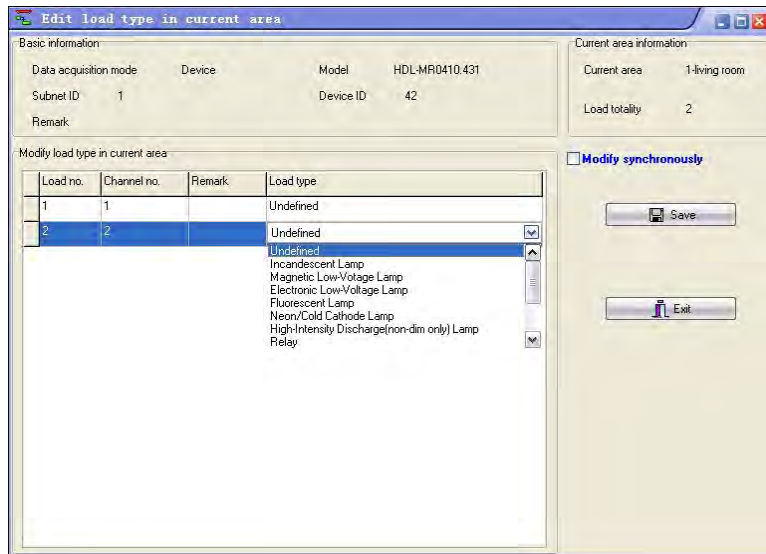 Edit load type in current area
Basic information
Data acquisition mode Device Model HDL-MR0410.431
Subnet ID 1 Device ID 42
Remark
Current area information
Current area 1-living room
Load totality 2
Modify load type in current area
Modify synchronously
Load no. Channel no. Remark Load type
1 1 Undefined
2 2 Undefined
Undefined
Incandescent Lamp
Magnetic Low-Votage Lamp
Electronic Low-Voltage Lamp
Fluorescent Lamp
Neon/Cold Cathode Lamp
High-Intensity Discharge(non-dim only) Lamp
Relay
Save
Exit